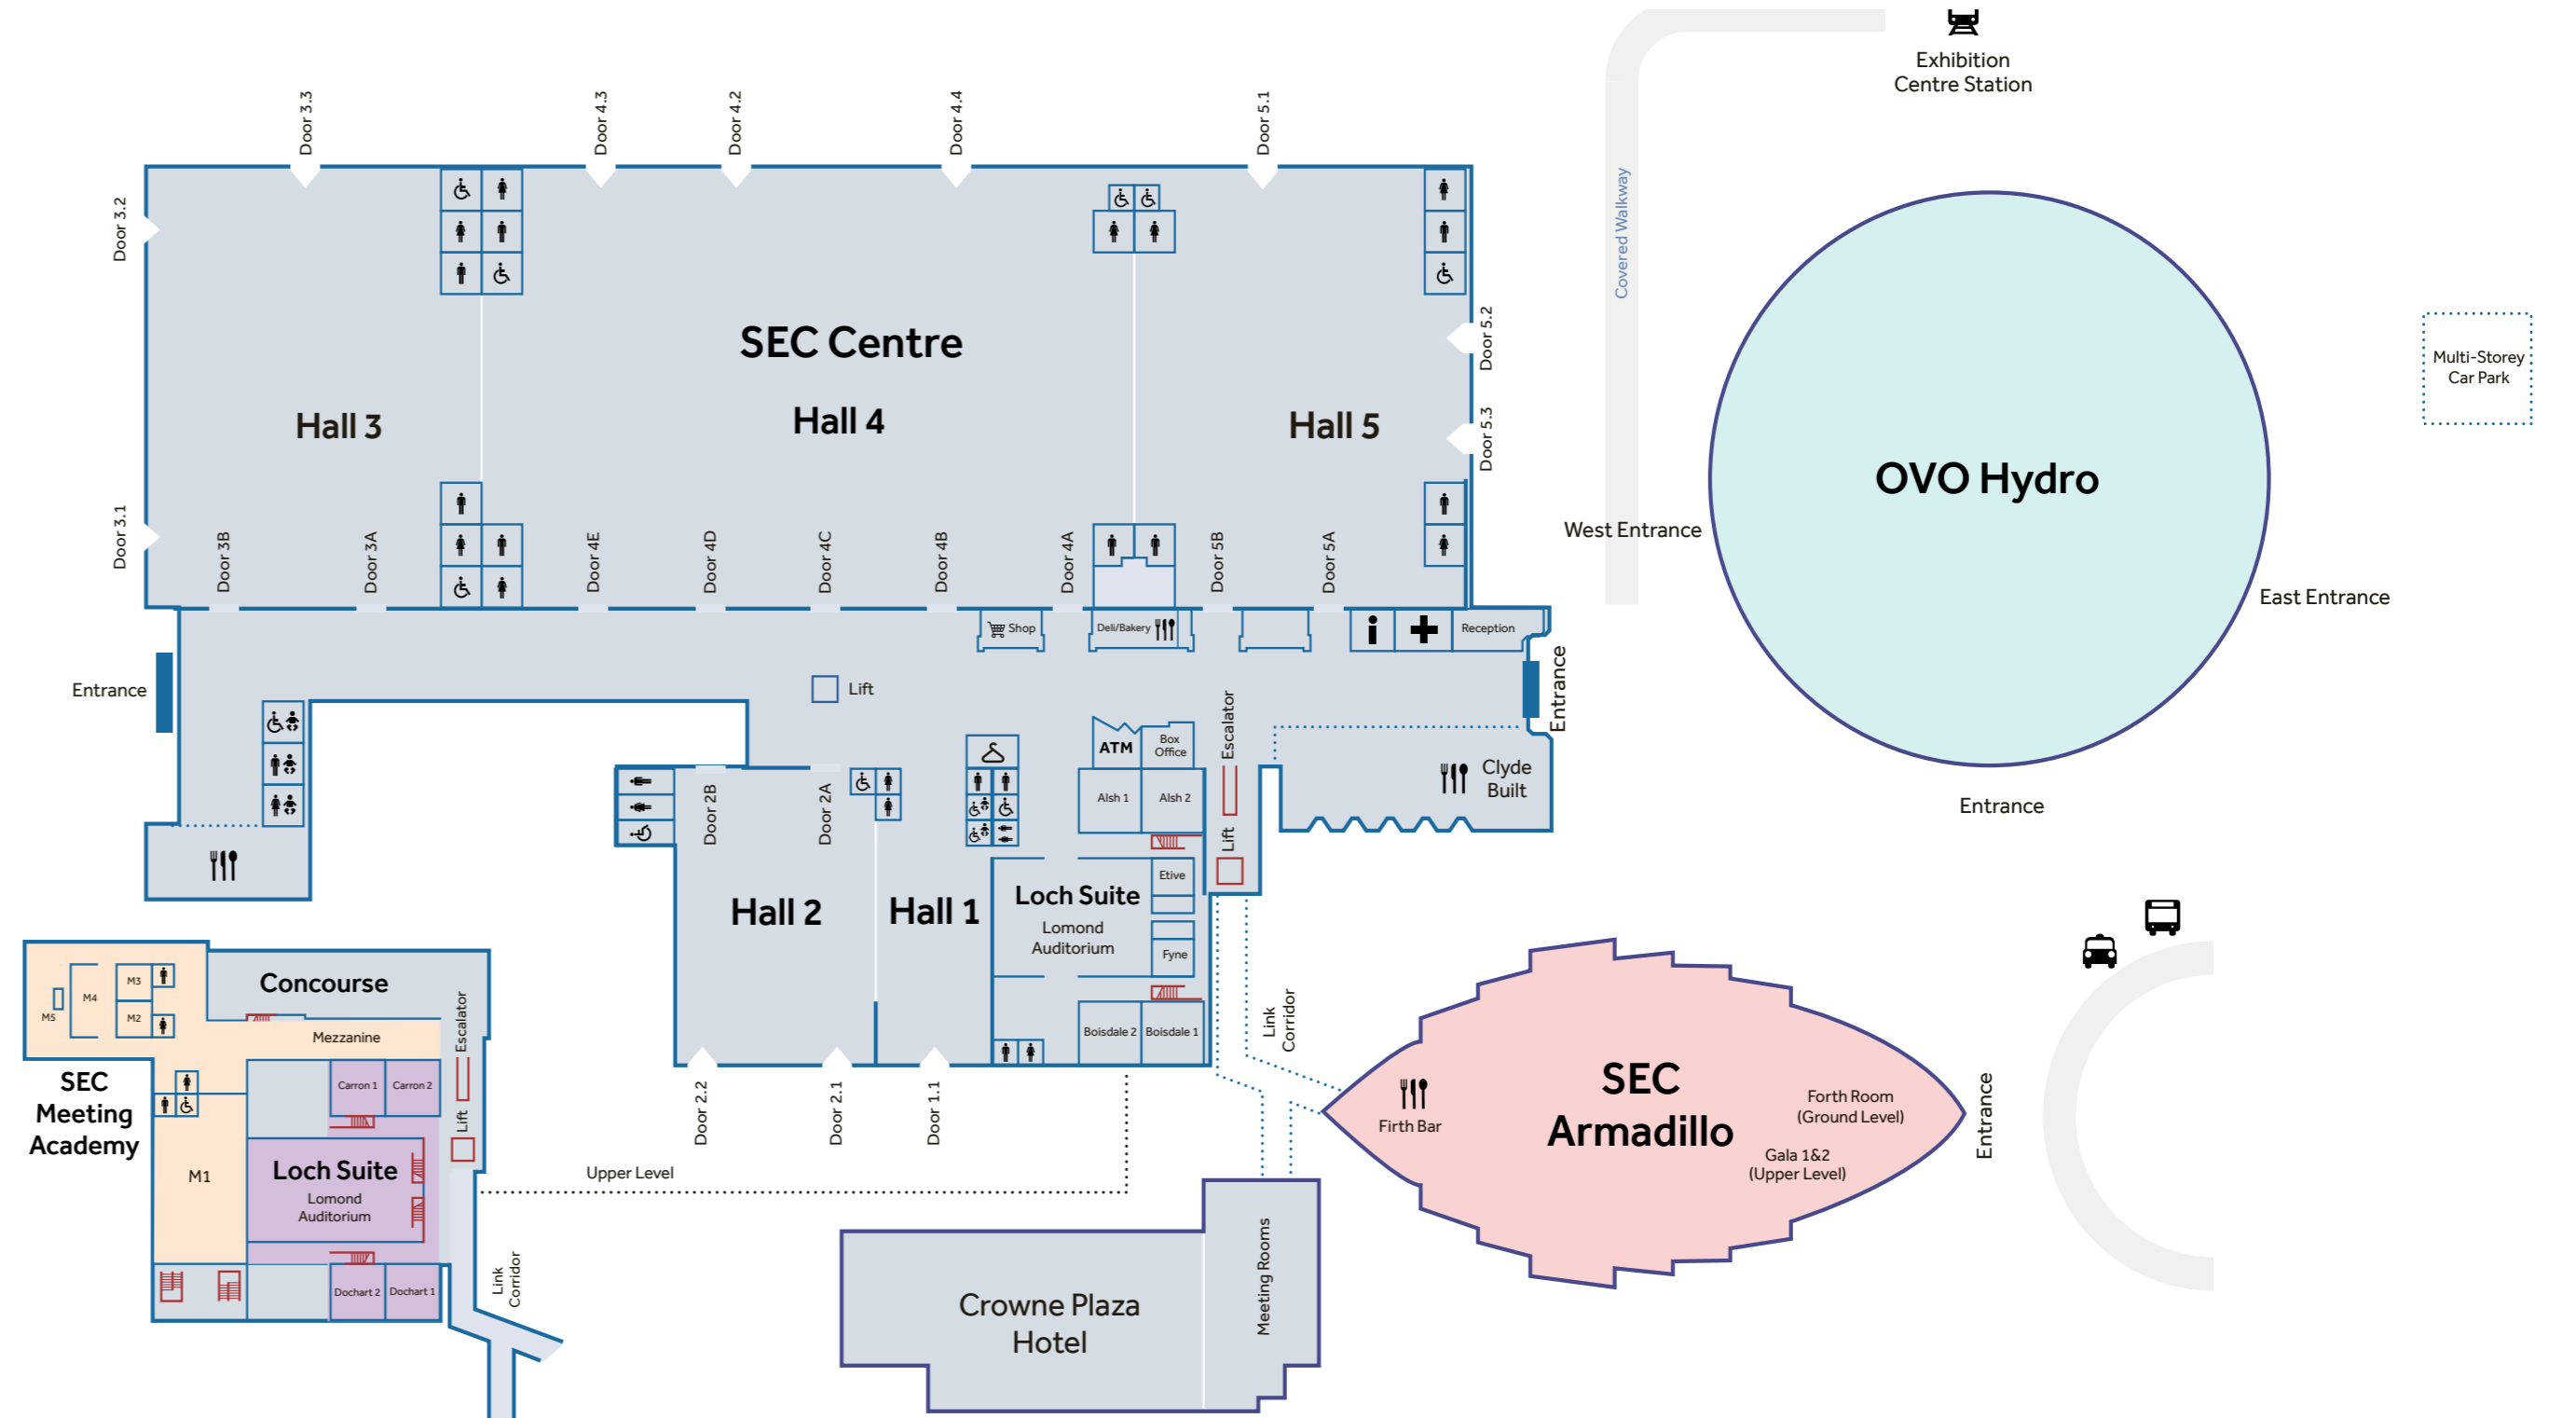 Exhibition
Centre Station
Door 3.3
Door 4.3
Door 4.2
Door 4.4
Door 5.1
Covered Walkway
Door 3.2
Door 5.2
SEC Centre
Multi-Storey
Car Park
Hall 3
Hall 4
Hall 5
Door 5.3
OVO Hydro
West Entrance
Door 3.1
Door 3B
Door 3A
Door 4E
Door 4D
Door 4C
Door 4B
Door 4A
Door 5B
Door 5A
East Entrance
Shop
Deli/Bakery
Reception
Entrance
Lift
Entrance
Escalator
ATM
Box
Office
Clyde
Built
Alsh 1
Alsh 2
Door 2B
Door 2A
Lift
Entrance
Etive
Hall 2
Hall 1
Loch Suite
Lomond
Auditorium
Fyne
Boisdale 2
Boisdale 1
Link
Corridor
Concourse
M3
M4
M5
M2
Mezzanine
Escalator
SEC
Meeting
Academy
Carron 1
Carron 2
Lift
M1
Loch Suite
Lomond
Auditorium
Dochart 2
Dochart 1
Link
Corridor
Door 2.2
Door 2.1
Door 1.1
Upper Level
SEC
Armadillo
Firth Bar
Forth Room
(Ground Level)
Gala 1&2
(Upper Level)
Entrance
Meeting Rooms
Crowne Plaza
Hotel